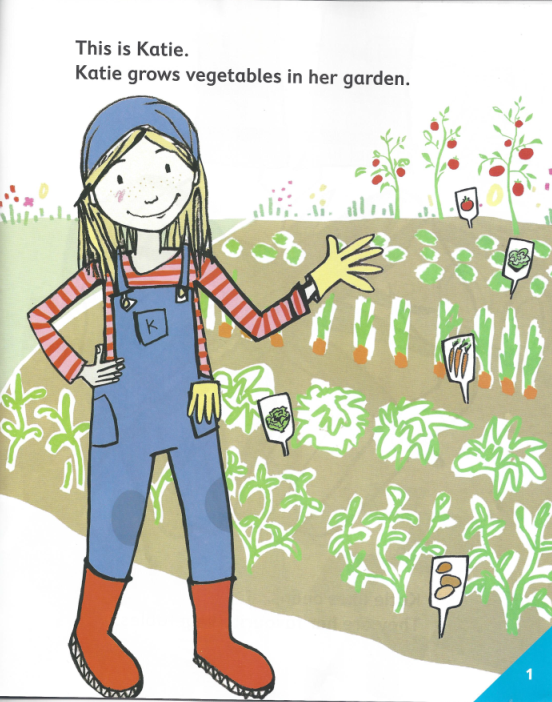 This is Katie.
Katie grows vegetables in her garden.
K
1